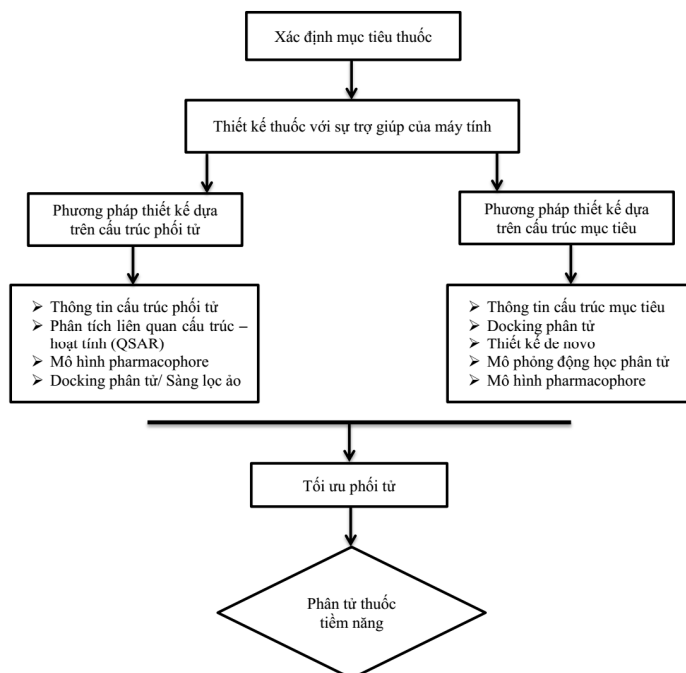 Xác định mục tiêu thuốc
Thiết kế thuốc với sự trợ giúp của máy tính
Phương pháp thiết kế dựa
trên cấu trúc phối tử
Phương pháp thiết kế dựa
trên cấu trúc mục tiêu
➢ Thông tin cấu trúc phối tử
➢ Phân tích liên quan cấu trúc –
hoạt tính (QSAR)
➢ Mô hình pharmacophore
➢ Docking phân tử/ Sàng lọc ảo
➢ Thông tin cấu trúc mục tiêu
➢ Docking phân tử
➢ Thiết kế de novo
➢ Mô phỏng động học phân tử
➢ Mô hình pharmacophore
Tối ưu phối tử
Phân tử thuốc
tiềm năng